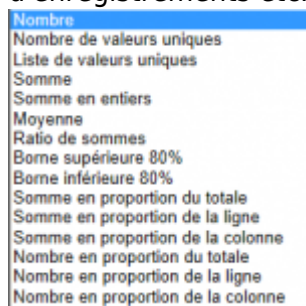 d'enregistrements etc.
Nombre
Nombre de valeurs uniques
Liste de valeurs uniques
Somme
Somme en entiers
Moyenne
Ratio de sommes
Borne supérieure 80%
Borne inférieure 80%
Somme en proportion du totale
Somme en proportion de la ligne
Somme en proportion de la colonne
Nombre en proportion du totale
Nombre en proportion de la ligne
Nombre en proportion de la colonne